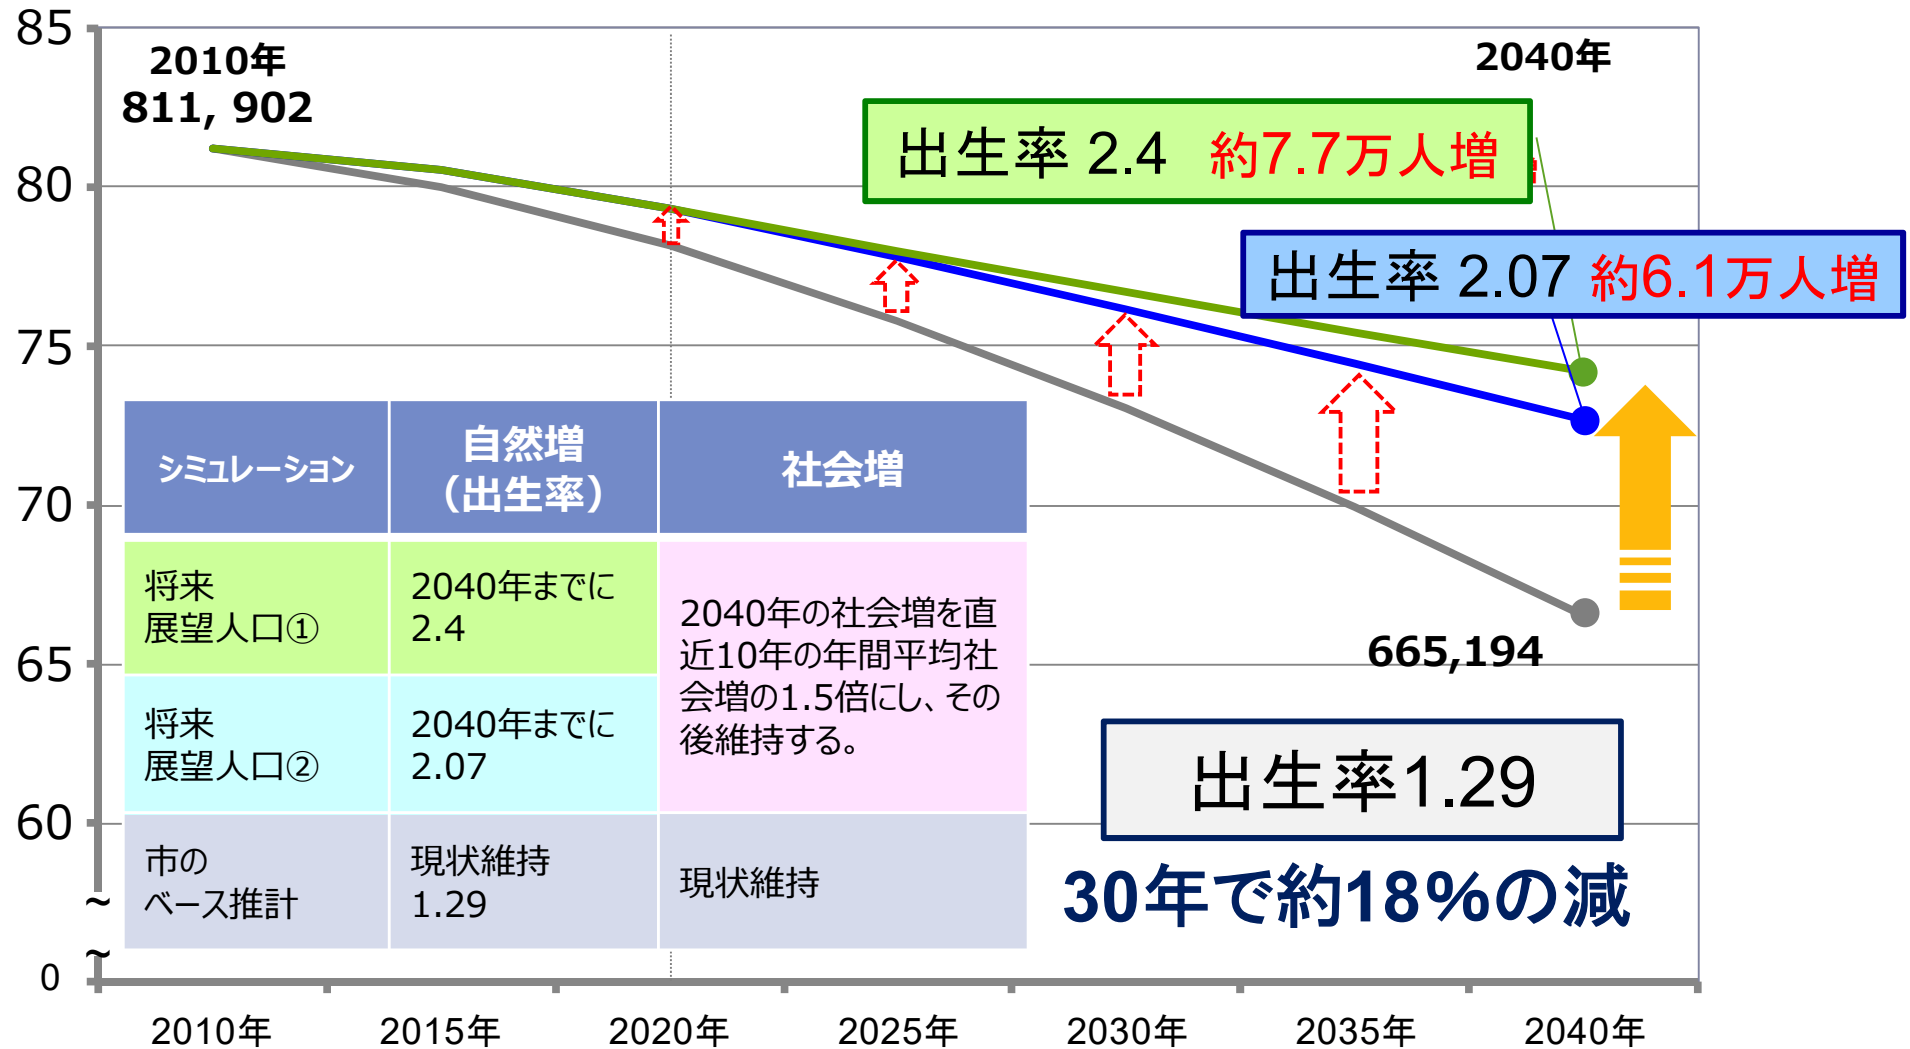 85
80
75
70
65
60
~
~
0
2010年
811, 902
2040年
出生率 2.4 約7.7万人増
出生率 2.07 約6.1万人増
シミュレーション
自然増
（出生率）
社会増
将来
展望人口①
2040年までに
2.4
2040年の社会増を直
近10年の年間平均社
会増の1.5倍にし、その
後維持する。
将来
展望人口②
2040年までに
2.07
市の
ベース推計
現状維持
1.29
現状維持
665,194
出生率1.29
30年で約18%の減
2010年
2015年
2020年
2025年
2030年
2035年
2040年